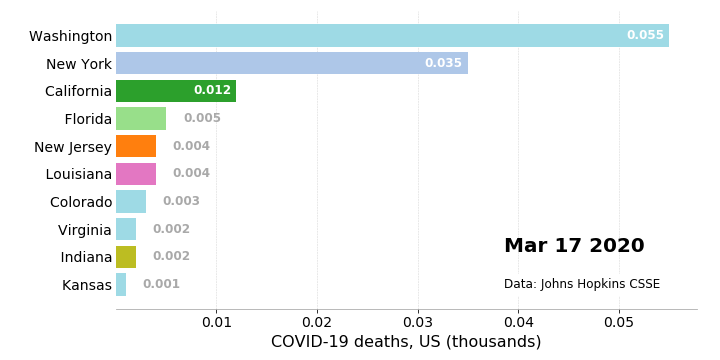 Washington 0.055
New York 0.035
California 0.012
Florida 0.005
New Jersey 0.004
Louisiana 0.004
Colorado 0.003
Virginia 0.002
Indiana 0.002
Kansas 0.001
Mar 17 2020
Data: Johns Hopkins CSSE
0.01 0.02 0.03 0.04 0.05
COVID-19 deaths, US (thousands)